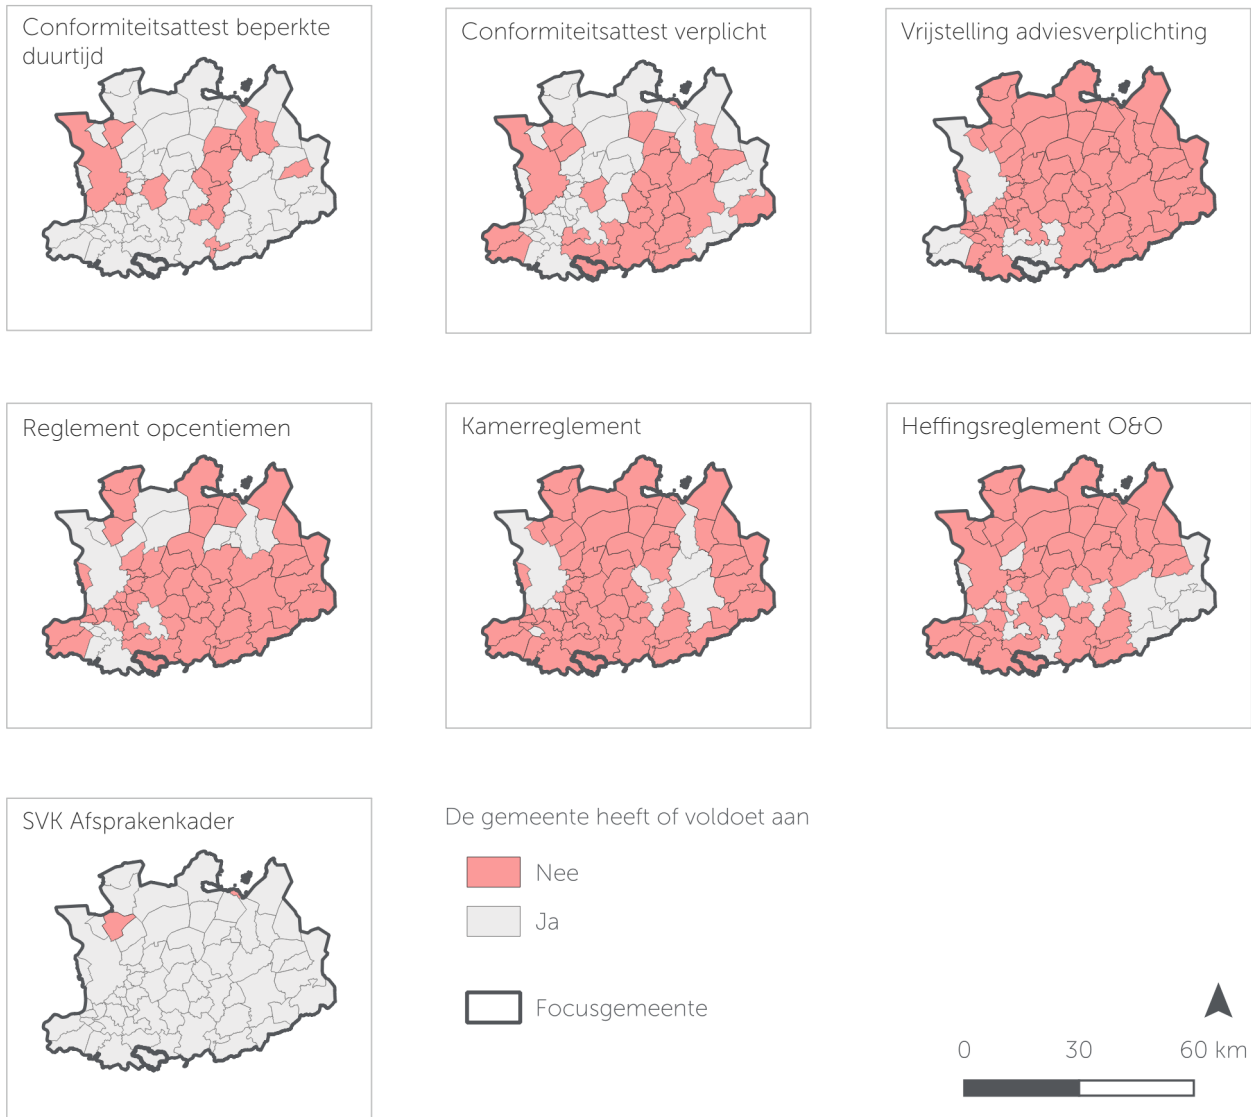 Conformiteitsattest beperkte
duurtijd
Conformiteitsattest verplicht
Vrijstelling adviesverplichting
Reglement opcentiemen
Kamerreglement
Heffingsreglement O&O
SVK Afsprakenkader
De gemeente heeft of voldoet aan
Nee
Ja
Focusgemeente
0 30 60 km